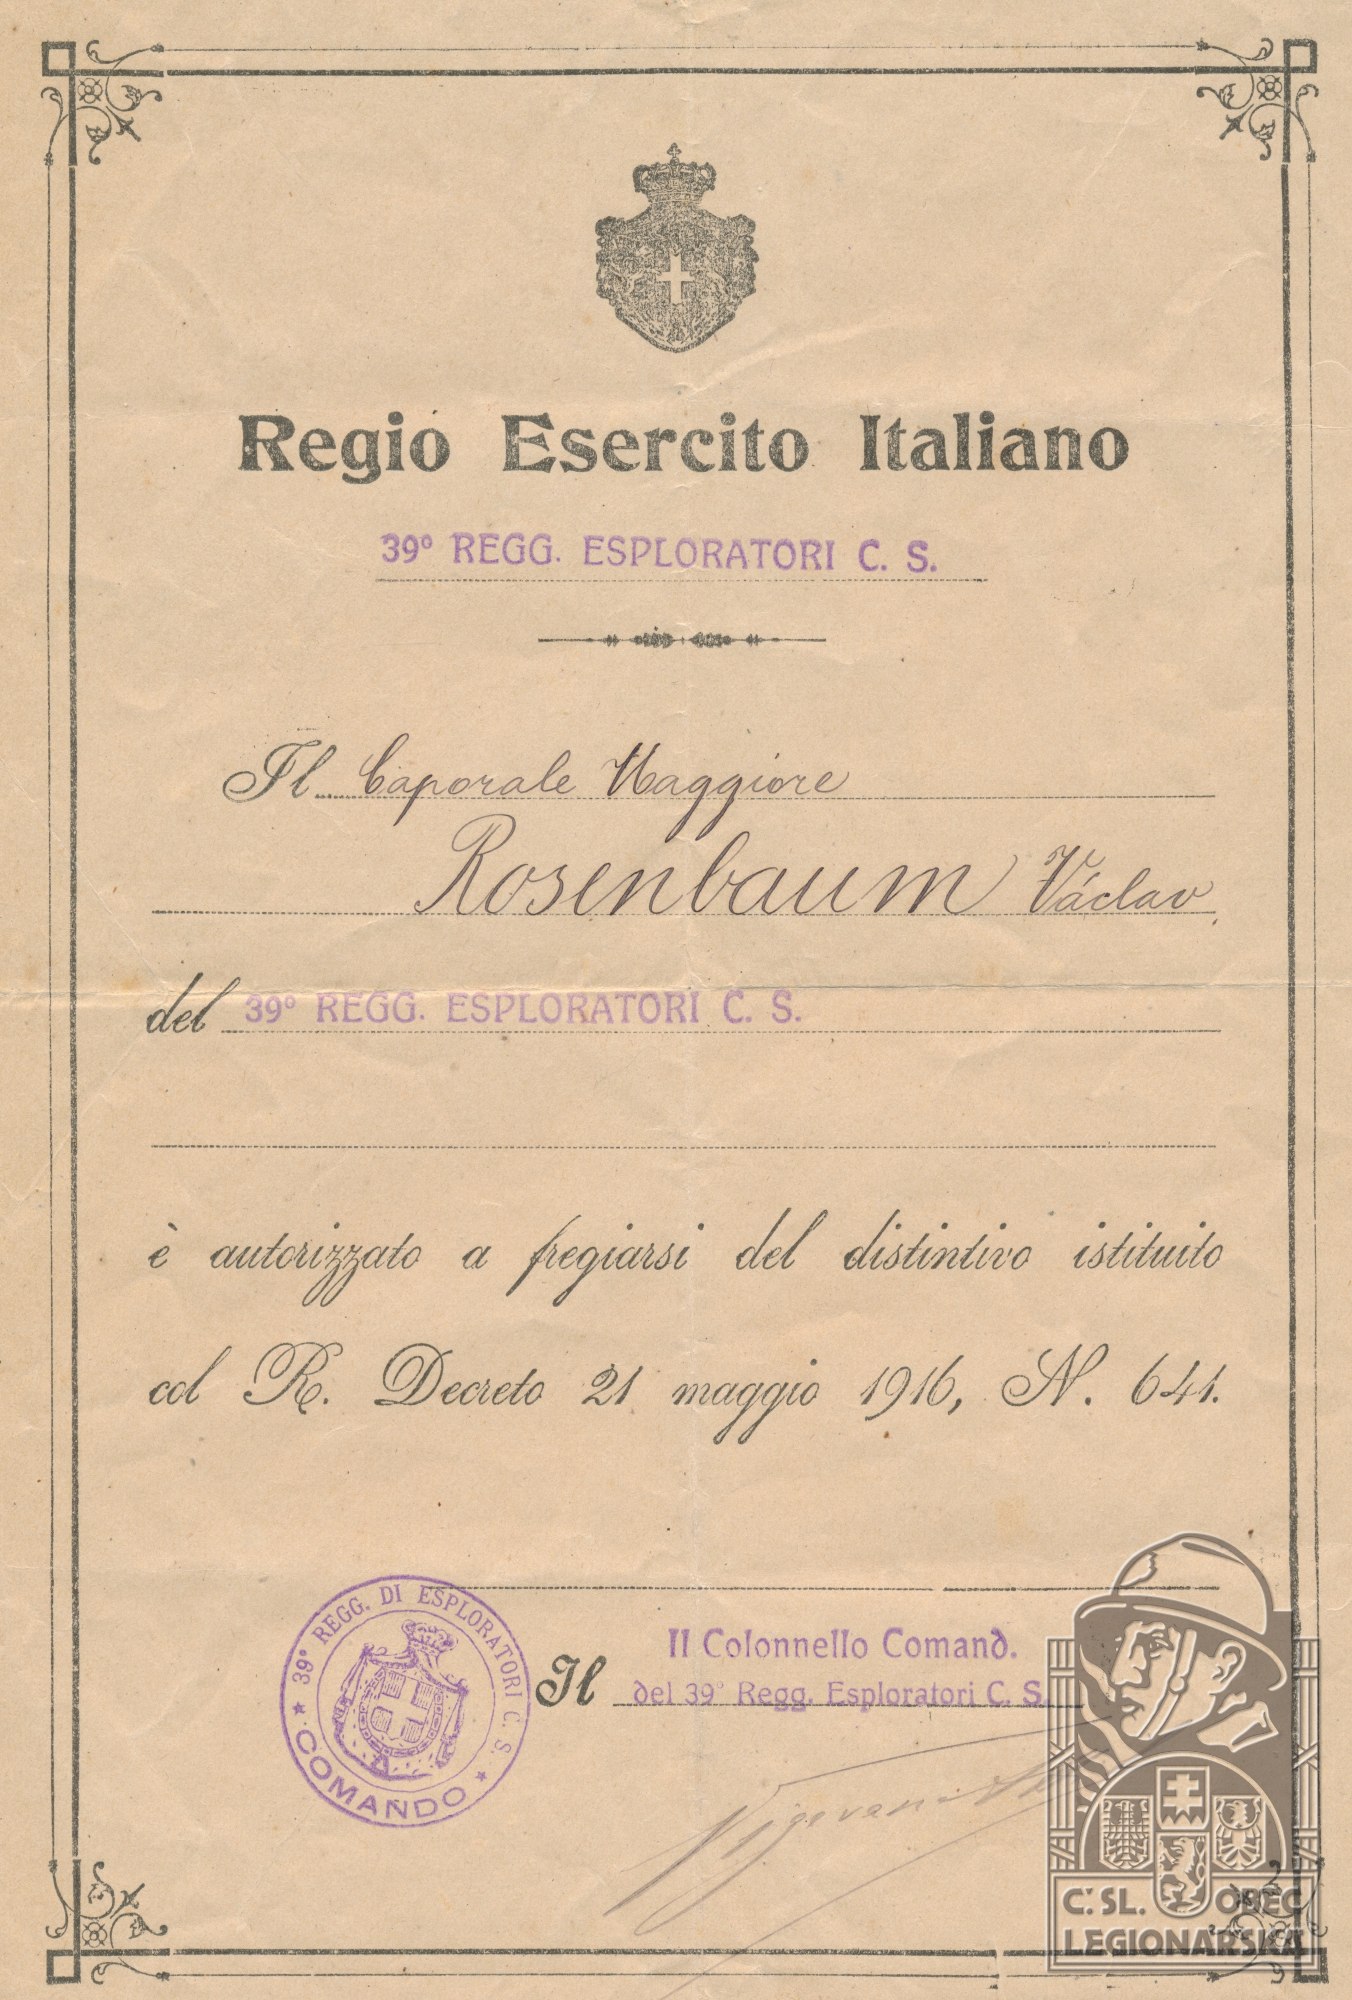 Regio Esercito Italiano
39° REGG. ESPLORATORI C. S.
Il Caporale Maggiore
Rosenbaum Václav
del 39° REGG. ESPLORATORI C. S.
è autorizzato a fregiarsi del distintivo istituito
col R. Decreto 21 maggio 1916, N. 641.
39° REGG. DI ESPLORATORI C. S.
COMANDO
Il Il Colonnello Comand.
del 39° Regg. Esploratori C. S.
Č. SL. OBEC
LEGIONÁŘSKÁ